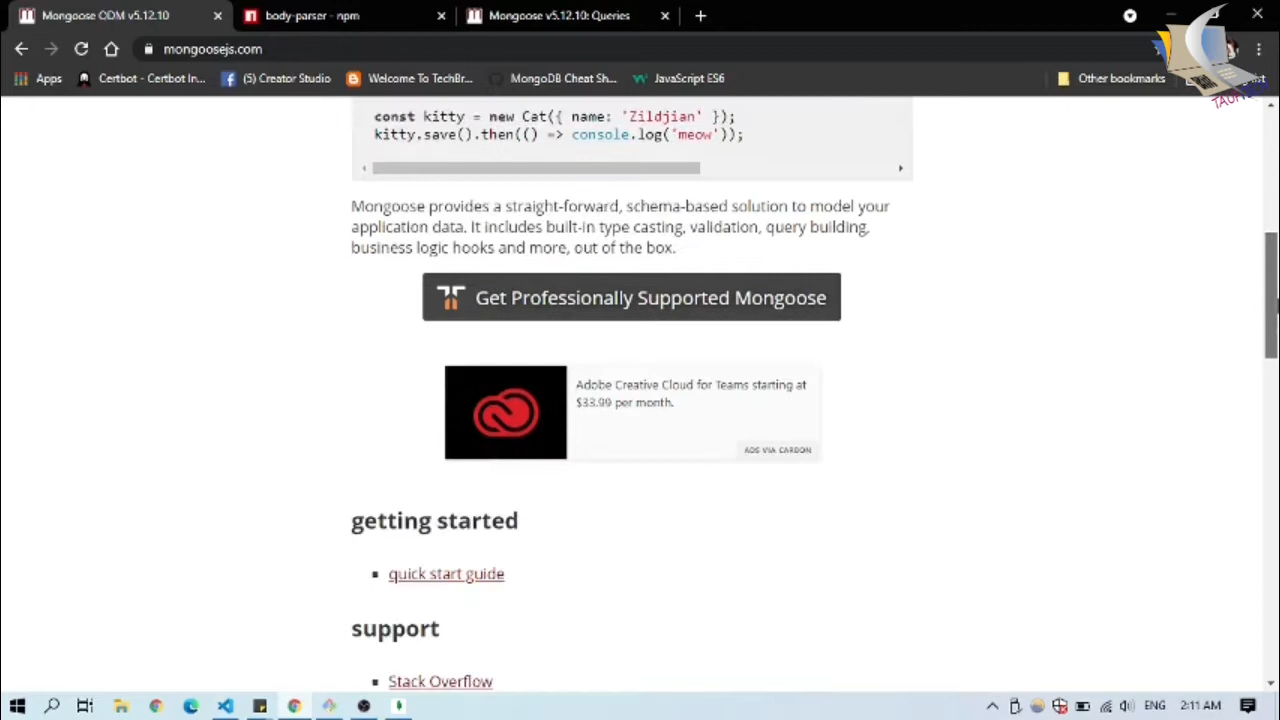 Mongoose ODM v5.12.10
body-parser - npm
Mongoose v5.12.10: Queries
mongoosejs.com
Apps
Certbot - Certbot In...
(5) Creator Studio
Welcome To TechBr...
MongoDB Cheat Sh...
JavaScript ES6
Other bookmarks
const kitty = new Cat({ name: 'Zildjian' });
kitty.save().then(() => console.log('meow'));
Mongoose provides a straight-forward, schema-based solution to model your
application data. It includes built-in type casting, validation, query building,
business logic hooks and more, out of the box.
Get Professionally Supported Mongoose
Adobe Creative Cloud for Teams starting at
$33.99 per month.
ADS VIA CARBON
getting started
quick start guide
support
Stack Overflow
ENG
2:11 AM